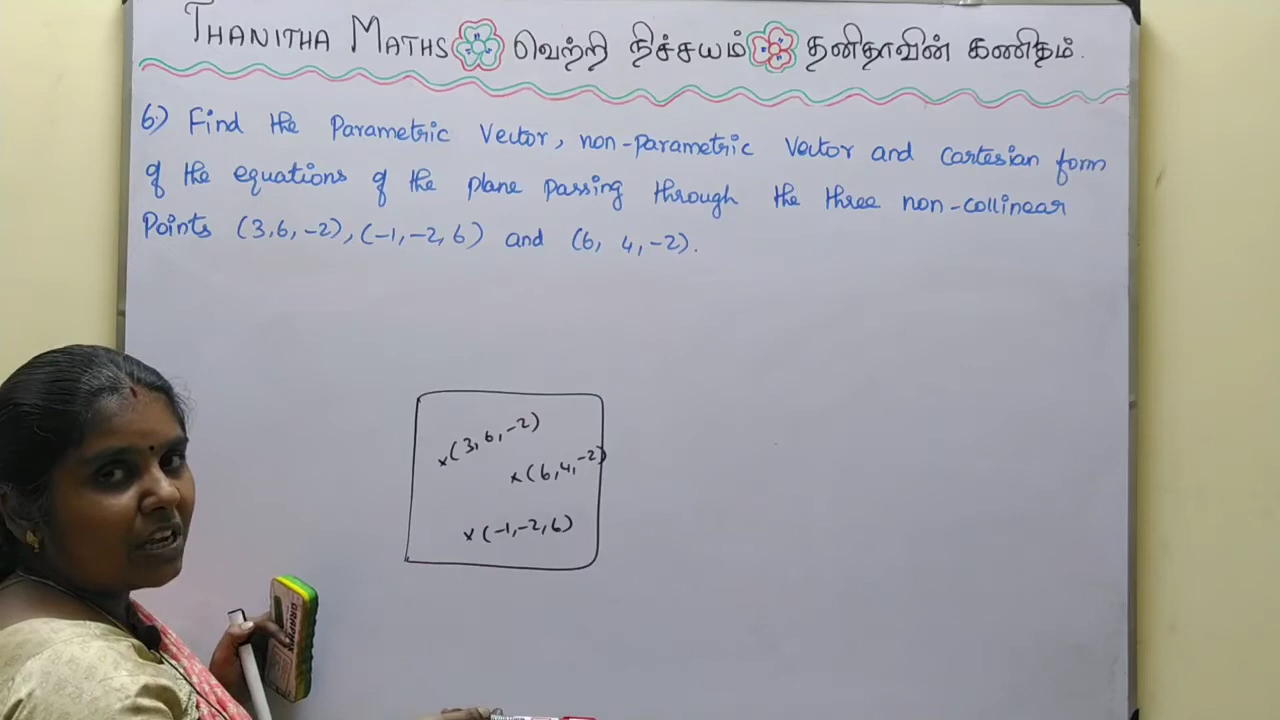 THANITHA MATHS வெற்றி நிச்சயம் தனிதாவின் கணிதம்.
6) Find the Parametric Vector, non-parametric Vector and Cartesian form
of the equations of the plane passing through the three non-collinear
Points (3,6,-2), (-1,-2,6) and (6, 4,-2).
x(3,6,-2)
x(6,4,-2)
x(-1,-2,6)